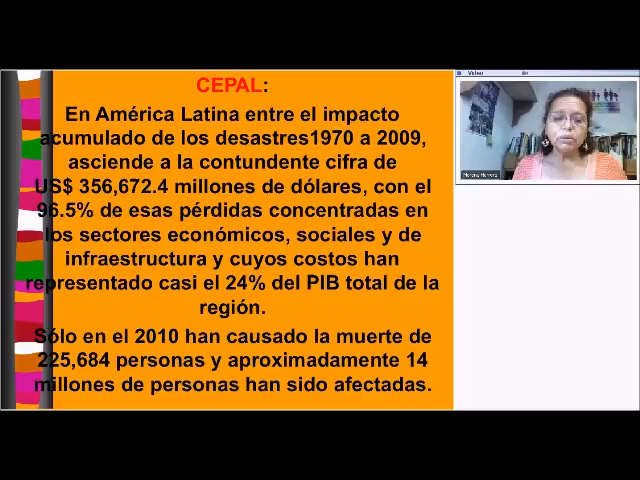 CEPAL:
En América Latina entre el impacto
acumulado de los desastres1970 a 2009,
asciende a la contundente cifra de
US$ 356,672.4 millones de dólares, con el
96.5% de esas pérdidas concentradas en
los sectores económicos, sociales y de
infraestructura y cuyos costos han
representado casi el 24% del PIB total de la
región.
Sólo en el 2010 han causado la muerte de
225,684 personas y aproximadamente 14
millones de personas han sido afectadas.
Video